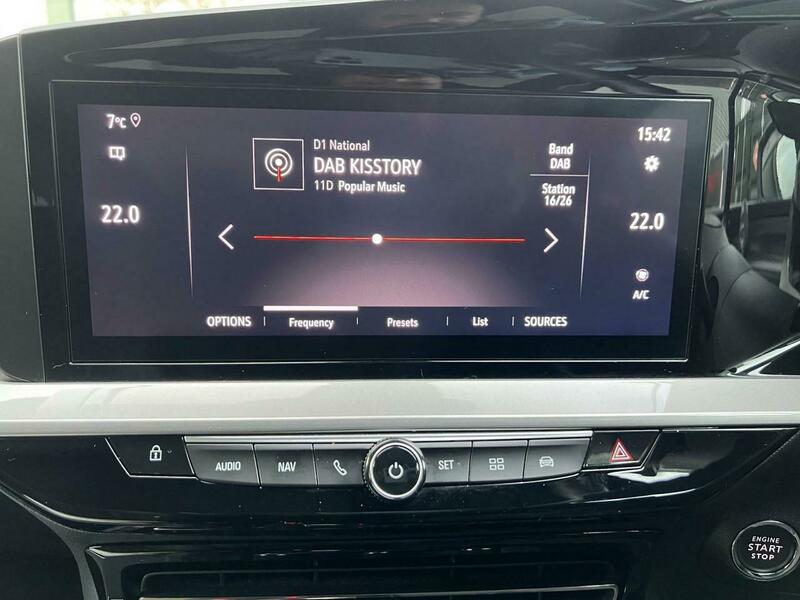 7°C
15:42
D1 National
DAB KISSTORY
11D Popular Music
Band
DAB
Station
16/26
22.0
22.0
A/C
OPTIONS
Frequency
Presets
List
SOURCES
AUDIO
NAV
SET
ENGINE
START
STOP